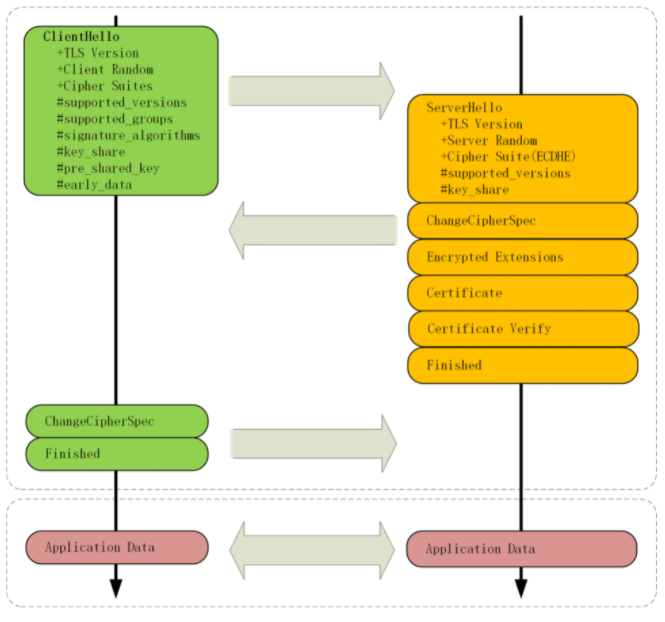 ClientHello
+TLS Version
+Client Random
+Cipher Suites
#supported_versions
#supported_groups
#signature_algorithms
#key_share
#pre_shared_key
#early_data
ServerHello
+TLS Version
+Server Random
+Cipher Suite(ECDHE)
#supported_versions
#key_share
ChangeCipherSpec
Encrypted Extensions
Certificate
Certificate Verify
Finished
ChangeCipherSpec
Finished
Application Data
Application Data